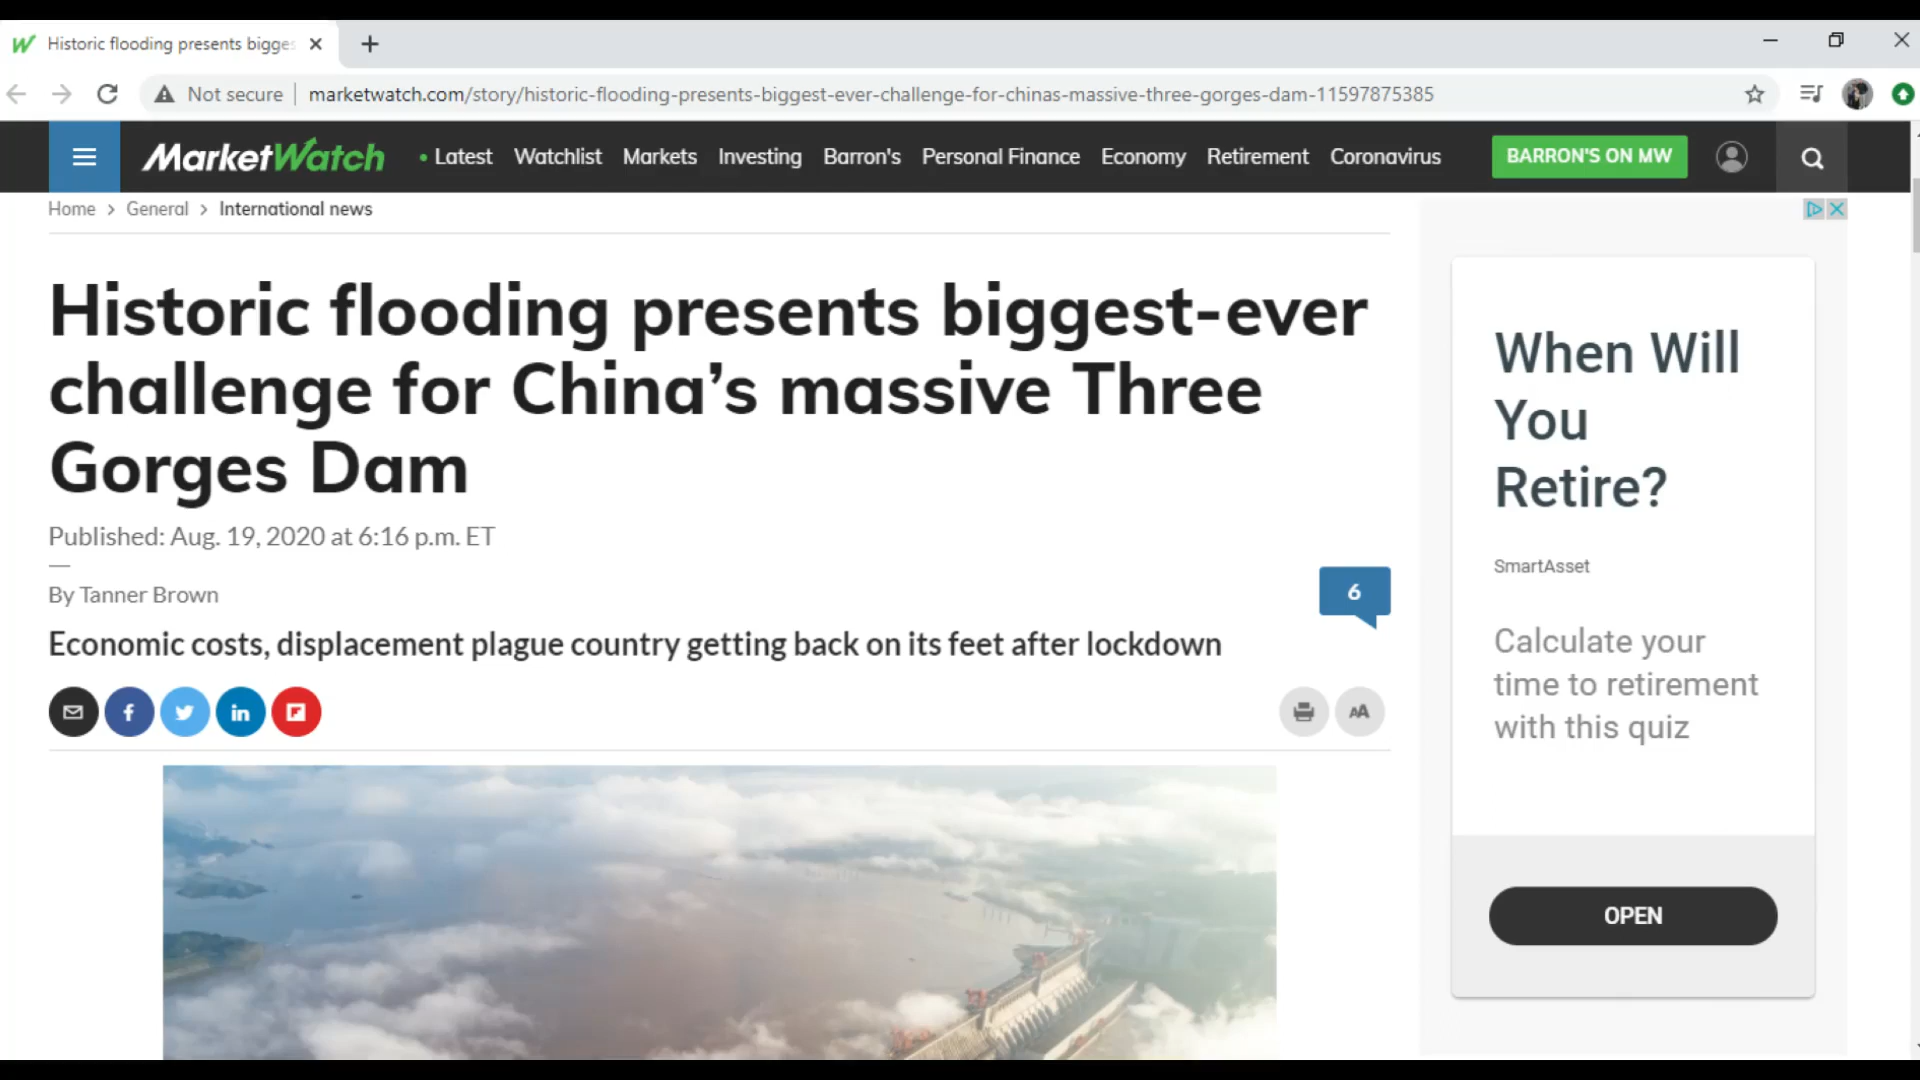 Historic flooding presents bigges
Not secure
marketwatch.com/story/historic-flooding-presents-biggest-ever-challenge-for-chinas-massive-three-gorges-dam-11597875385
MarketWatch
• Latest Watchlist Markets Investing Barron's Personal Finance Economy Retirement Coronavirus
BARRON'S ON MW
Home > General > International news
Historic flooding presents biggest-ever
challenge for China’s massive Three
Gorges Dam
Published: Aug. 19, 2020 at 6:16 p.m. ET
By Tanner Brown
6
Economic costs, displacement plague country getting back on its feet after lockdown
AA
When Will
You
Retire?
SmartAsset
Calculate your
time to retirement
with this quiz
OPEN